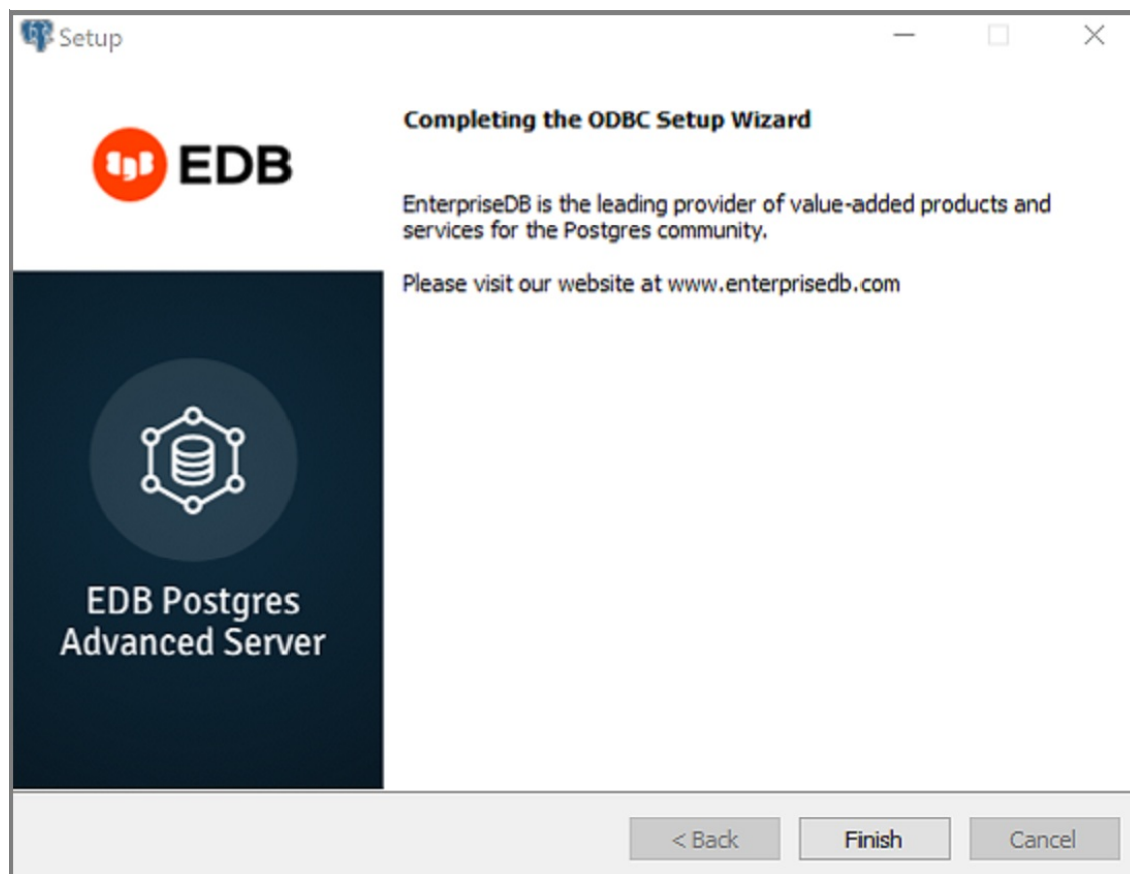 Setup
EDB
Completing the ODBC Setup Wizard
EnterpriseDB is the leading provider of value-added products and
services for the Postgres community.
Please visit our website at www.enterprisedb.com
EDB Postgres
Advanced Server
< Back
Finish
Cancel